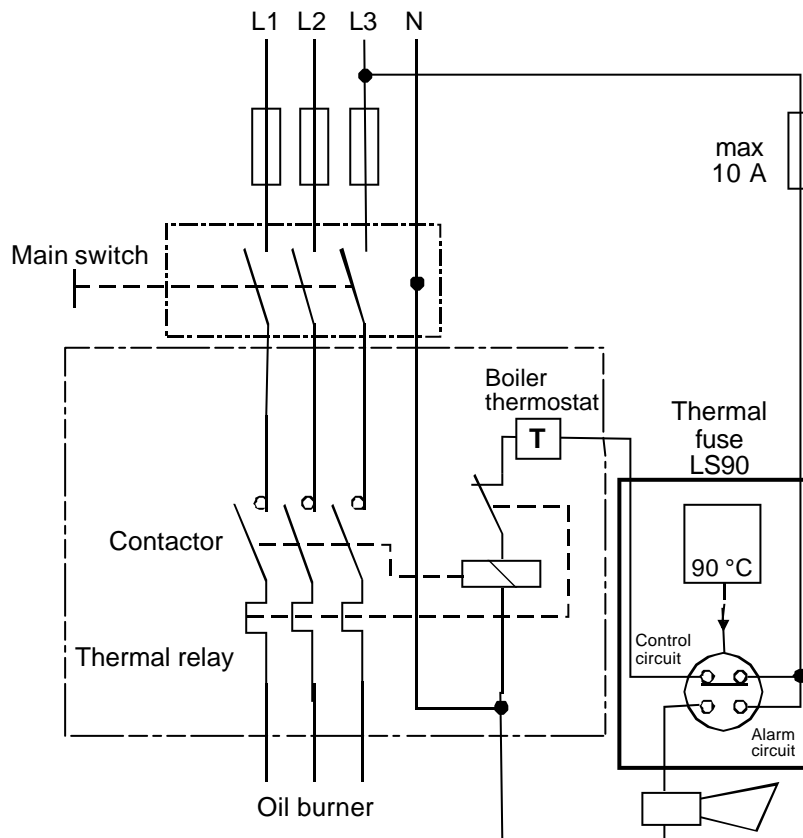 L1 L2 L3 N
max
10 A
Main switch
Boiler
thermostat
T
Thermal
fuse
LS90
90 °C
Contactor
Control
circuit
Thermal relay
Alarm
circuit
Oil burner